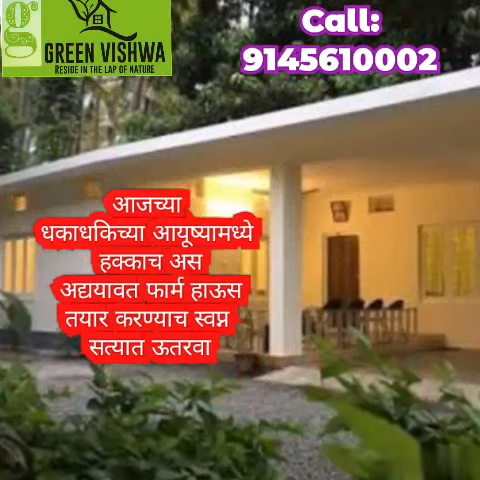 g
GREEN VISHWA
RESIDE IN THE LAP OF NATURE
Call:
9145610002
आजच्या
धकाधकिच्या आयूष्यामध्ये
हक्काच अस
अद्ययावत फार्म हाऊस
तयार करण्याच स्वप्न
सत्यात ऊतरवा